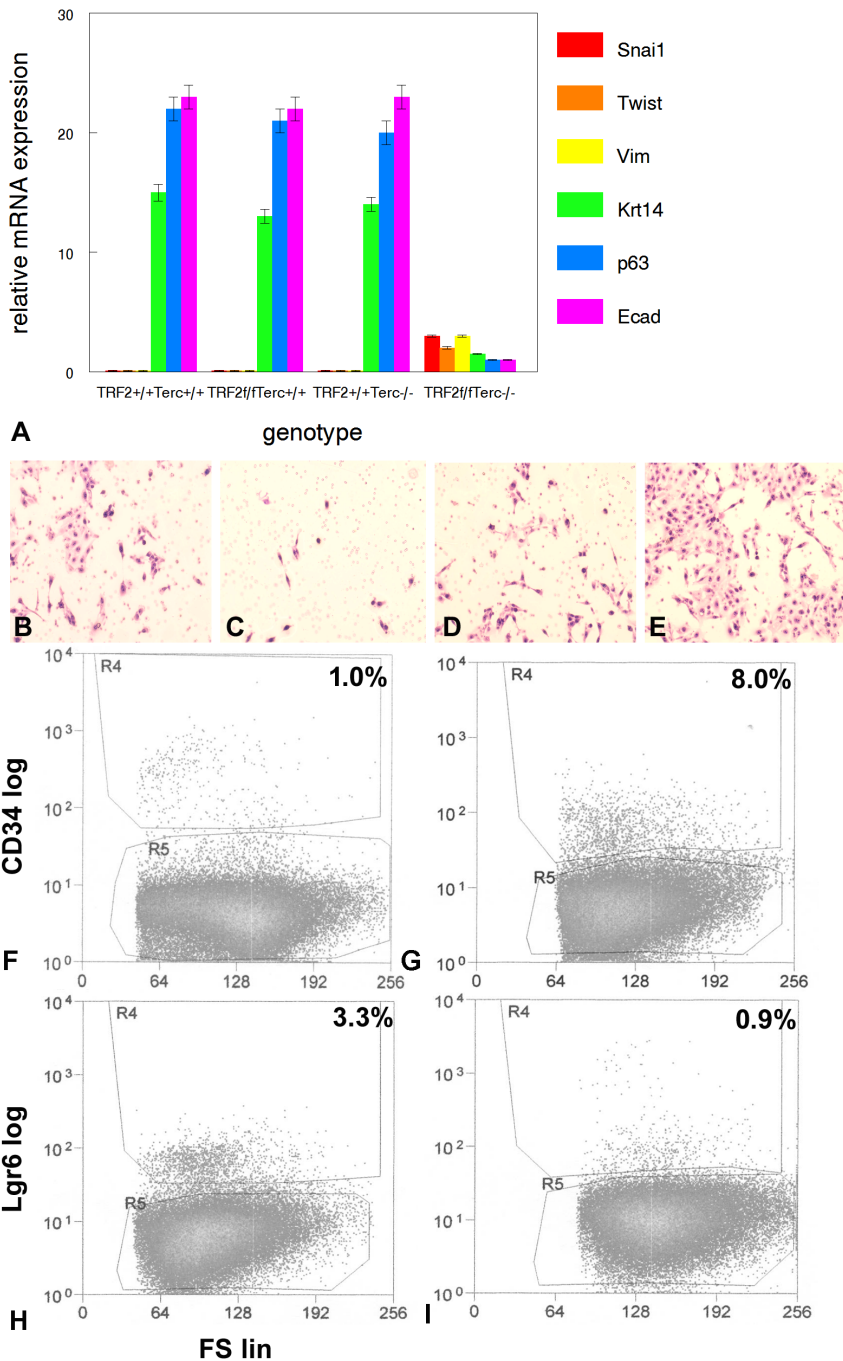 30
20
10
0
relative mRNA expression
TRF2+/+Terc+/+ TRF2f/fTerc+/+ TRF2+/+Terc-/- TRF2f/fTerc-/-
genotype
Snai1
Twist
Vim
Krt14
p63
Ecad
A
B
C
D
E
CD34 log
10⁴
10³
10²
10¹
10⁰
R4
1.0%
R5
0 64 128 192 256
F
10⁴
10³
10²
10¹
10⁰
R4
8.0%
R5
0 64 128 192 256
G
Lgr6 log
10⁴
10³
10²
10¹
10⁰
R4
3.3%
R5
0 64 128 192 256
H
10⁴
10³
10²
10¹
10⁰
R4
0.9%
R5
0 64 128 192 256
I
FS lin